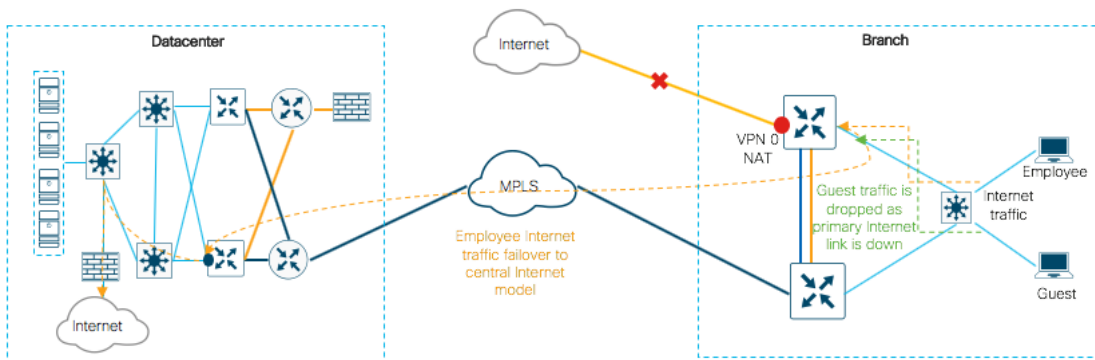 Datacenter
Internet
Branch
VPN 0
NAT
MPLS
Employee
Internet
traffic
Guest traffic is
dropped as
primary Internet
link is down
Employee Internet
traffic failover to
central Internet
model
Guest
Internet